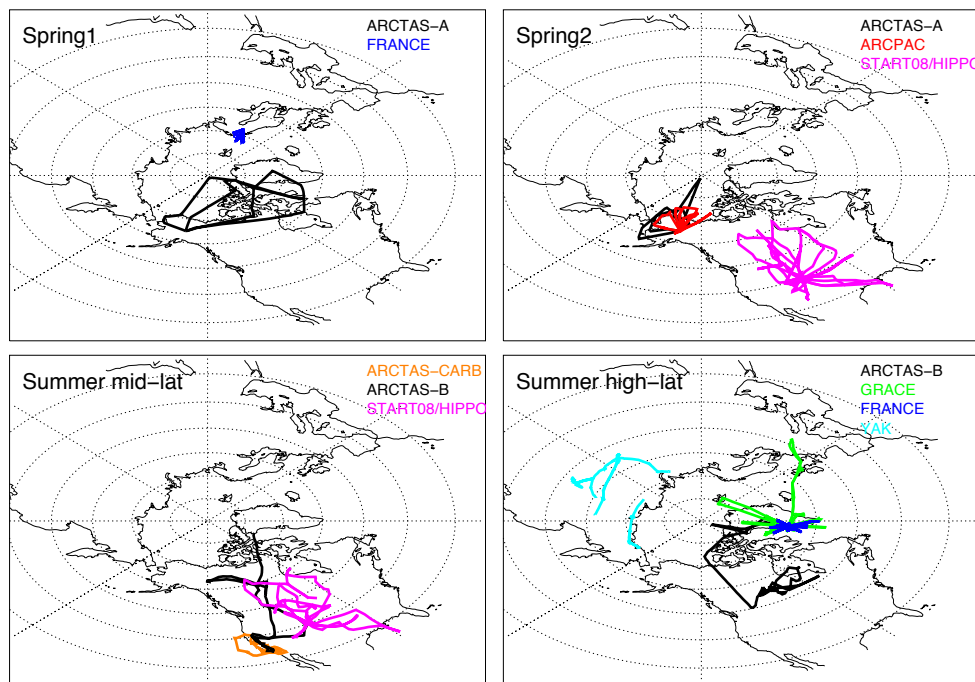 Spring1
ARCTAS-A
FRANCE
Spring2
ARCTAS-A
ARCPAC
START08/HIPPO
Summer mid-lat
ARCTAS-CARB
ARCTAS-B
START08/HIPPO
Summer high-lat
ARCTAS-B
GRACE
FRANCE
YAK